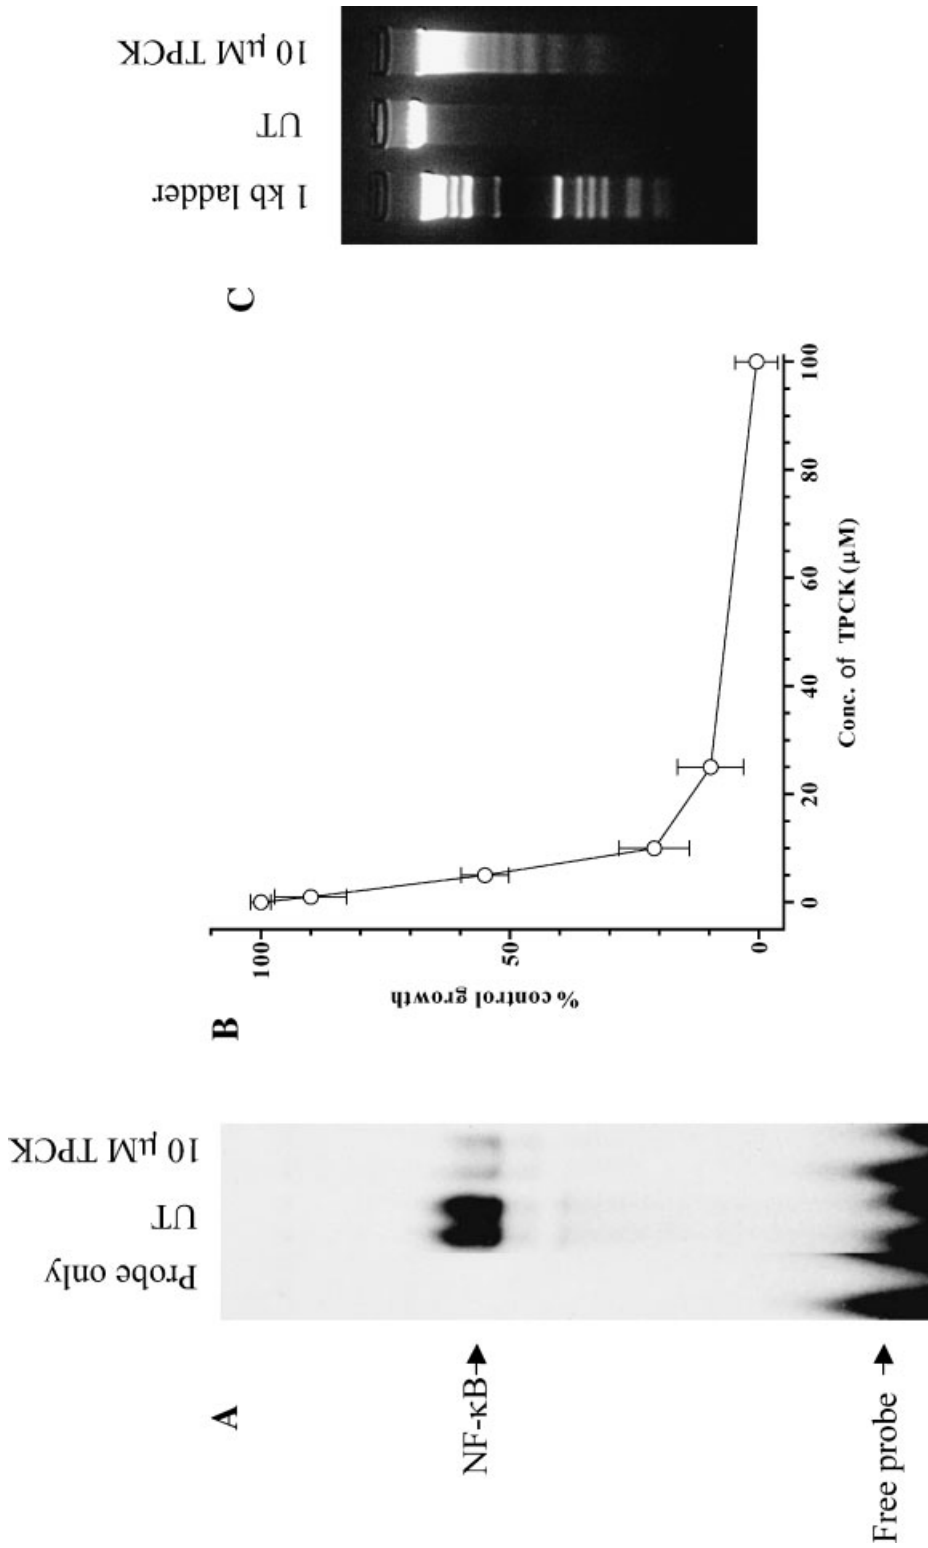 A
Probe only
UT
10 µM TPCK
NF-κB
Free probe
B
% control growth
100
50
0
0
20
40
60
80
100
Conc. of TPCK (µM)
C
1 kb ladder
UT
10 µM TPCK